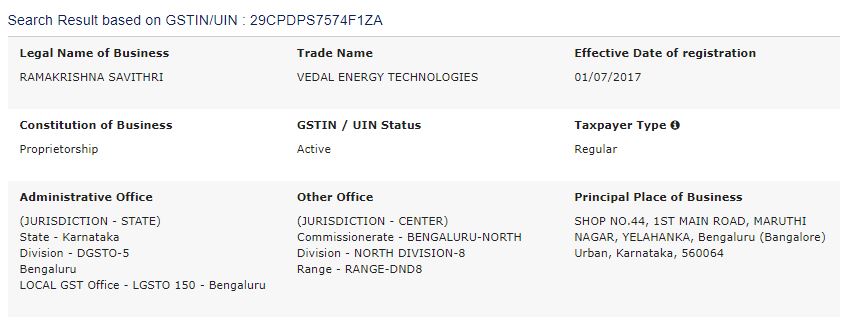 Search Result based on GSTIN/UIN : 29CPDPS7574F1ZA
Legal Name of Business
RAMAKRISHNA SAVITHRI
Trade Name
VEDAL ENERGY TECHNOLOGIES
Effective Date of registration
01/07/2017
Constitution of Business
Proprietorship
GSTIN / UIN Status
Active
Taxpayer Type
Regular
Administrative Office
(JURISDICTION - STATE)
State - Karnataka
Division - DGSTO-5
Bengaluru
LOCAL GST Office - LGSTO 150 - Bengaluru
Other Office
(JURISDICTION - CENTER)
Commissionerate - BENGALURU-NORTH
Division - NORTH DIVISION-8
Range - RANGE-DND8
Principal Place of Business
SHOP NO.44, 1ST MAIN ROAD, MARUTHI
NAGAR, YELAHANKA, Bengaluru (Bangalore)
Urban, Karnataka, 560064